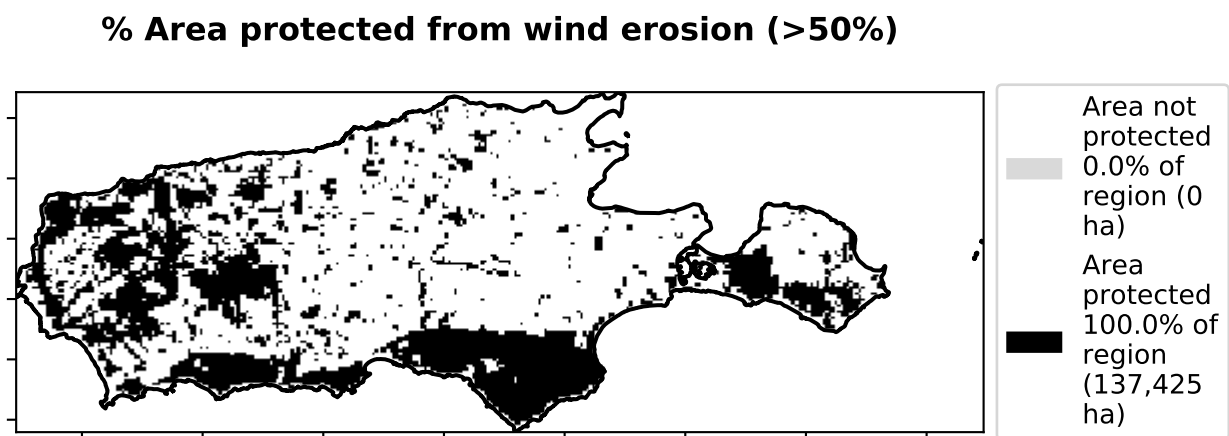 % Area protected from wind erosion (>50%)
Area not
protected
0.0% of
region (0
ha)
Area
protected
100.0% of
region
(137,425
ha)